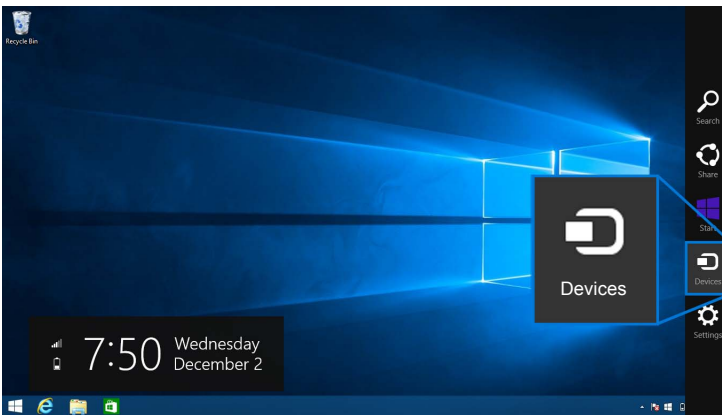 Recycle Bin
Search
Share
Start
Devices
Devices
Settings
7:50
Wednesday
December 2